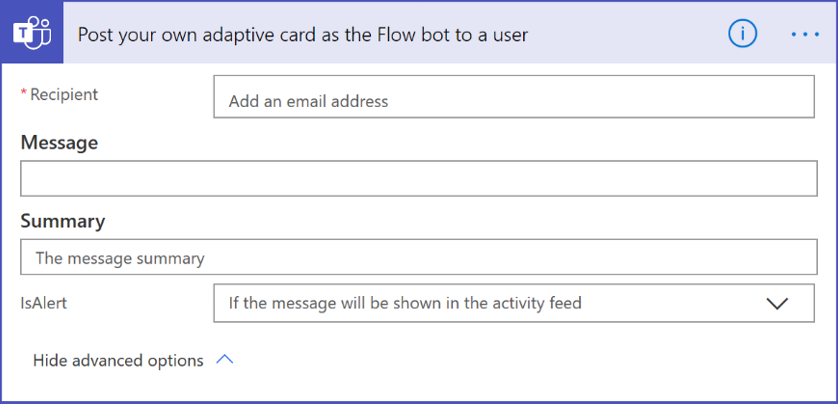 Post your own adaptive card as the Flow bot to a user
* Recipient
Add an email address
Message
Summary
The message summary
IsAlert
If the message will be shown in the activity feed
Hide advanced options